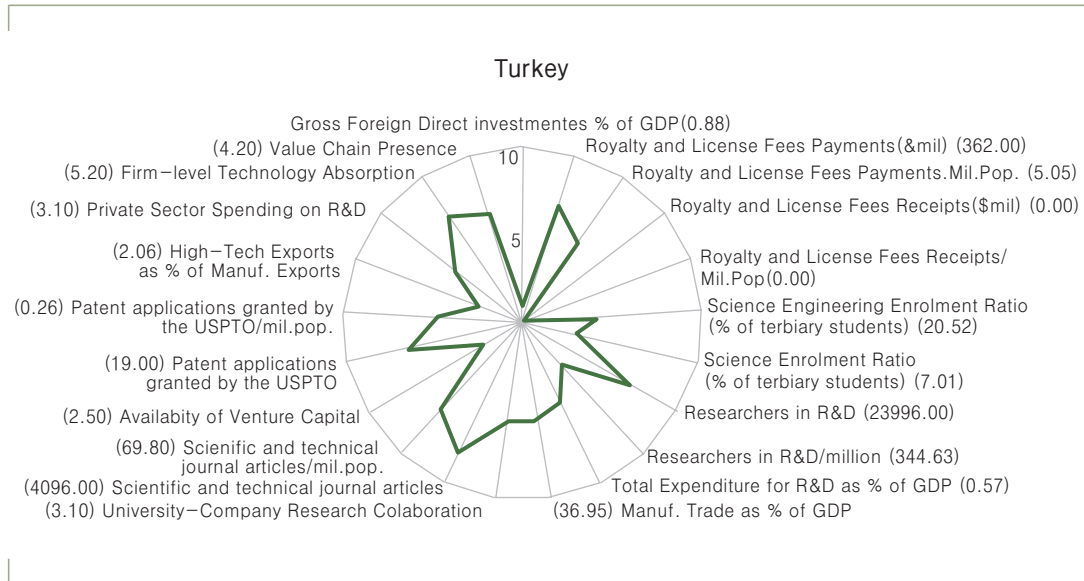 Turkey
Gross Foreign Direct investmentes % of GDP(0.88)
(4.20) Value Chain Presence
(5.20) Firm-level Technology Absorption
(3.10) Private Sector Spending on R&D
(2.06) High-Tech Exports
as % of Manuf. Exports
(0.26) Patent applications granted by
the USPTO/mil.pop.
(19.00) Patent applications
granted by the USPTO
(2.50) Availabity of Venture Capital
(69.80) Scienific and technical
journal articles/mil.pop.
(4096.00) Scientific and technical journal articles
(3.10) University-Company Research Colaboration
10
5
Royalty and License Fees Payments(&mil) (362.00)
Royalty and License Fees Payments.Mil.Pop. (5.05)
Royalty and License Fees Receipts($mil) (0.00)
Royalty and License Fees Receipts/
Mil.Pop(0.00)
Science Engineering Enrolment Ratio
(% of terbiary students) (20.52)
Science Enrolment Ratio
(% of terbiary students) (7.01)
Researchers in R&D (23996.00)
Researchers in R&D/million (344.63)
Total Expenditure for R&D as % of GDP (0.57)
(36.95) Manuf. Trade as % of GDP